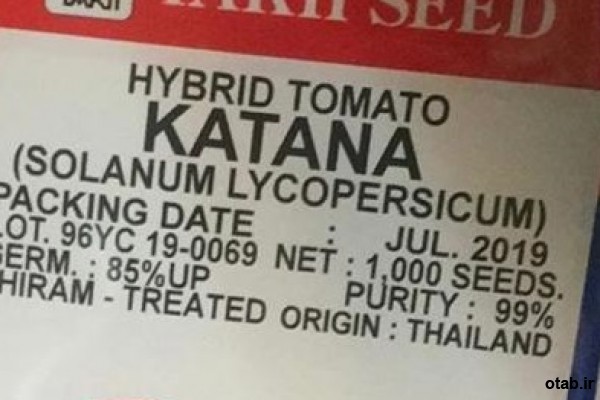 SEED
HYBRID TOMATO
KATANA
(SOLANUM LYCOPERSICUM)
PACKING DATE : JUL. 2019
LOT. 96YC 19-0069 NET : 1,000 SEEDS.
GERM. : 85%UP PURITY : 99%
HIRAM - TREATED ORIGIN : THAILAND
otab.ir